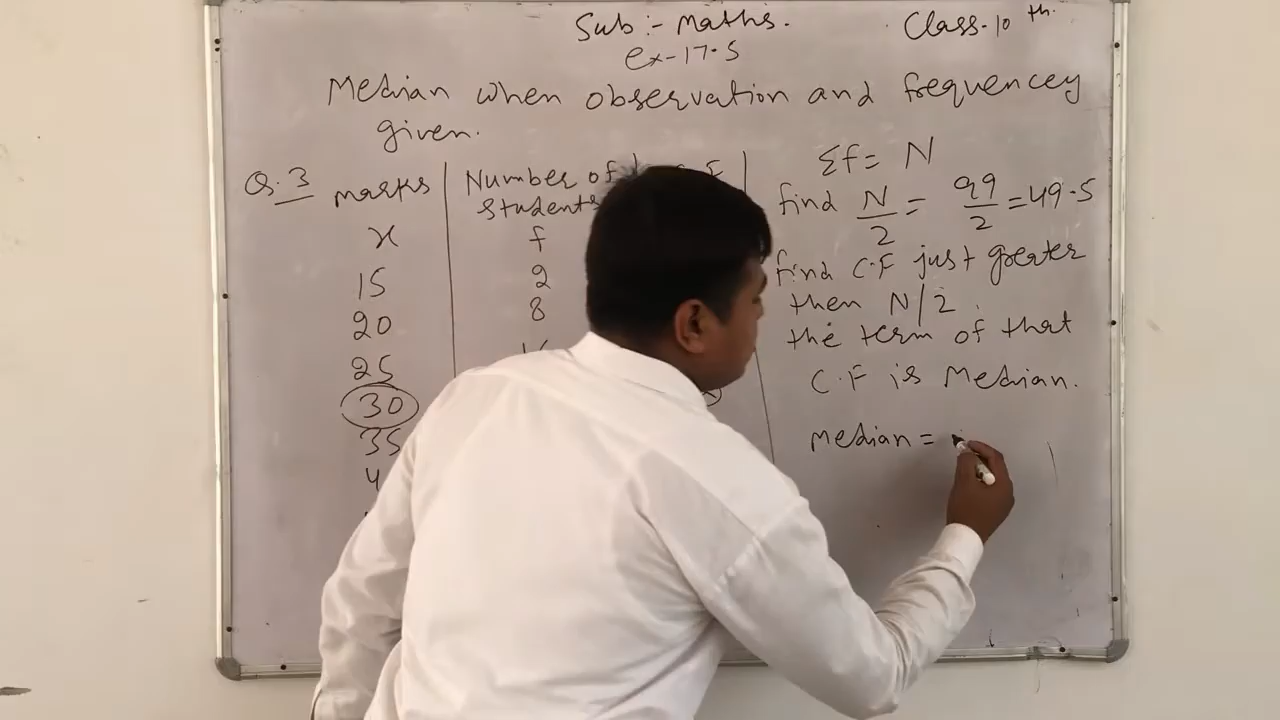 Sub :- Maths.
Class-10 th.
Ex-17.5
Median when observation and frequencey
given.
Q.3 marks Number of
students
x f
15 2
20 8
25
30
35
4
Σf = N
find N/2 = 99/2 = 49.5
find C.F just greater
then N/2.
the term of that
C.F is Median.
Median =